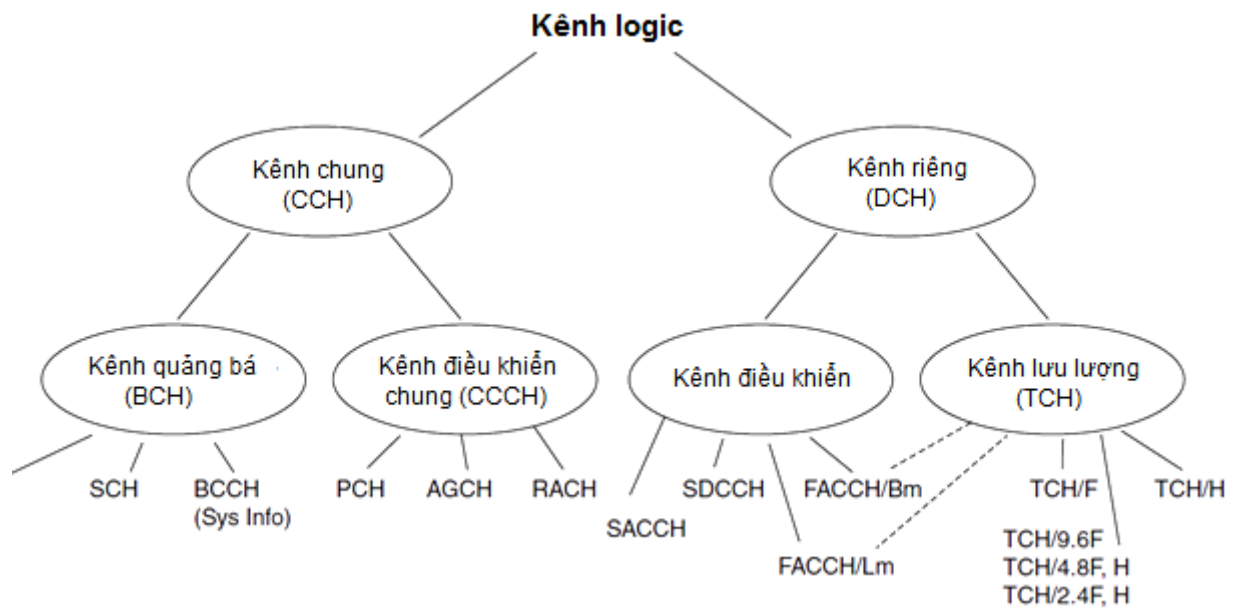 Kênh logic
Kênh chung
(CCH)
Kênh riêng
(DCH)
Kênh quảng bá
(BCH)
Kênh điều khiển
chung (CCCH)
Kênh điều khiển
Kênh lưu lượng
(TCH)
SCH
BCCH
(Sys Info)
PCH
AGCH
RACH
SACCH
SDCCH
FACCH/Bm
FACCH/Lm
TCH/F
TCH/H
TCH/9.6F
TCH/4.8F, H
TCH/2.4F, H